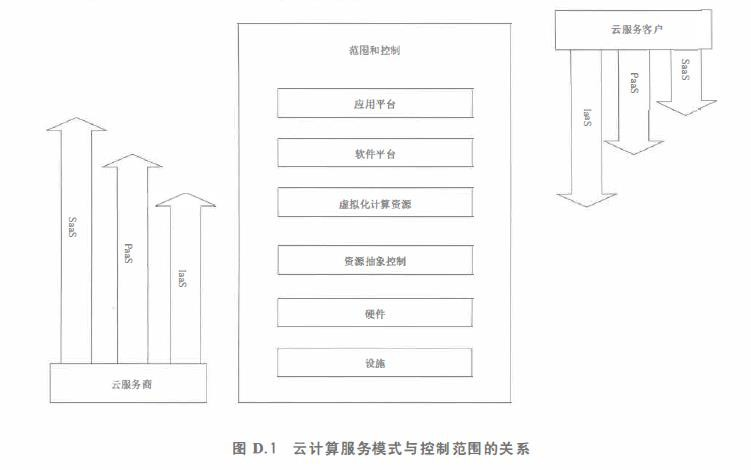 云服务客户
SaaS
PaaS
IaaS
范围和控制
应用平台
软件平台
虚拟化计算资源
资源抽象控制
硬件
设施
SaaS
PaaS
IaaS
云服务商
图 D.1 云计算服务模式与控制范围的关系